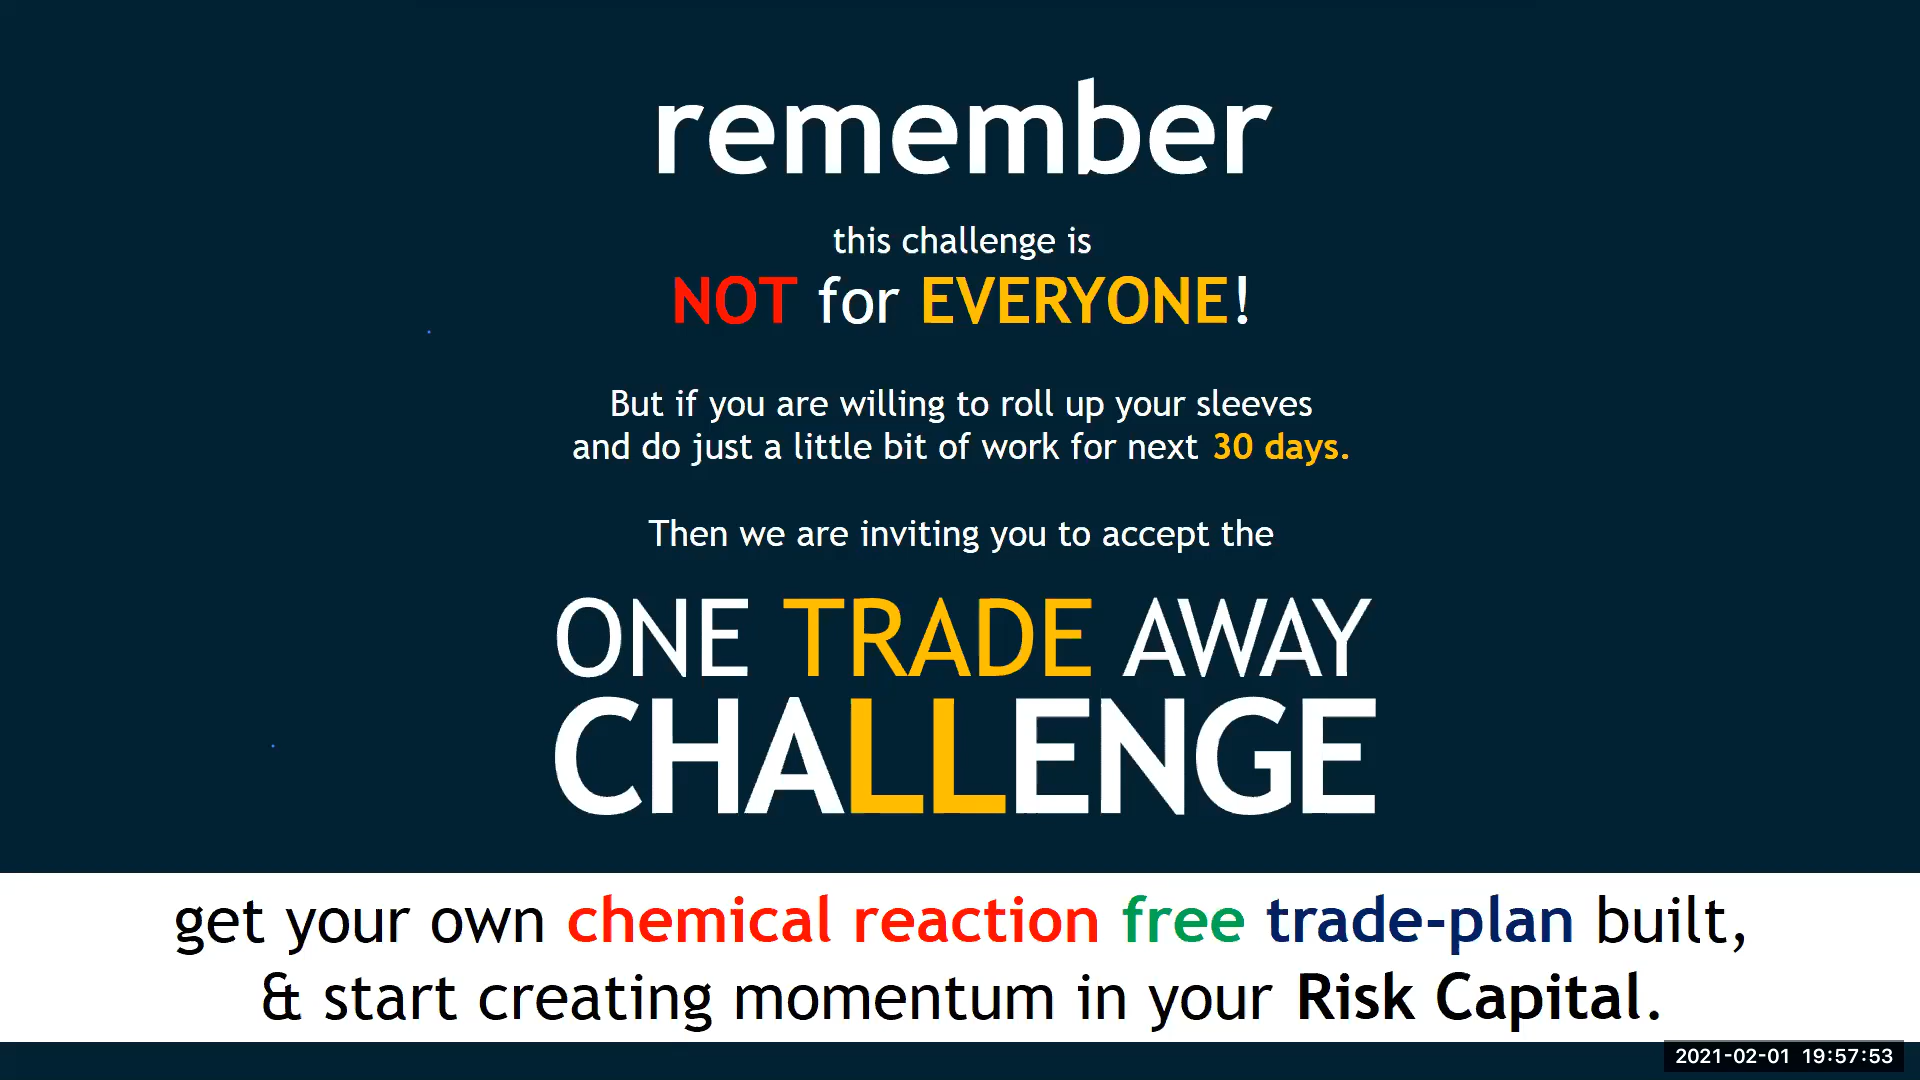 remember
this challenge is
NOT for EVERYONE!
But if you are willing to roll up your sleeves
and do just a little bit of work for next 30 days.
Then we are inviting you to accept the
ONE TRADE AWAY
CHALLENGE
get your own chemical reaction free trade-plan built,
& start creating momentum in your Risk Capital.
2021-02-01 19:57:53